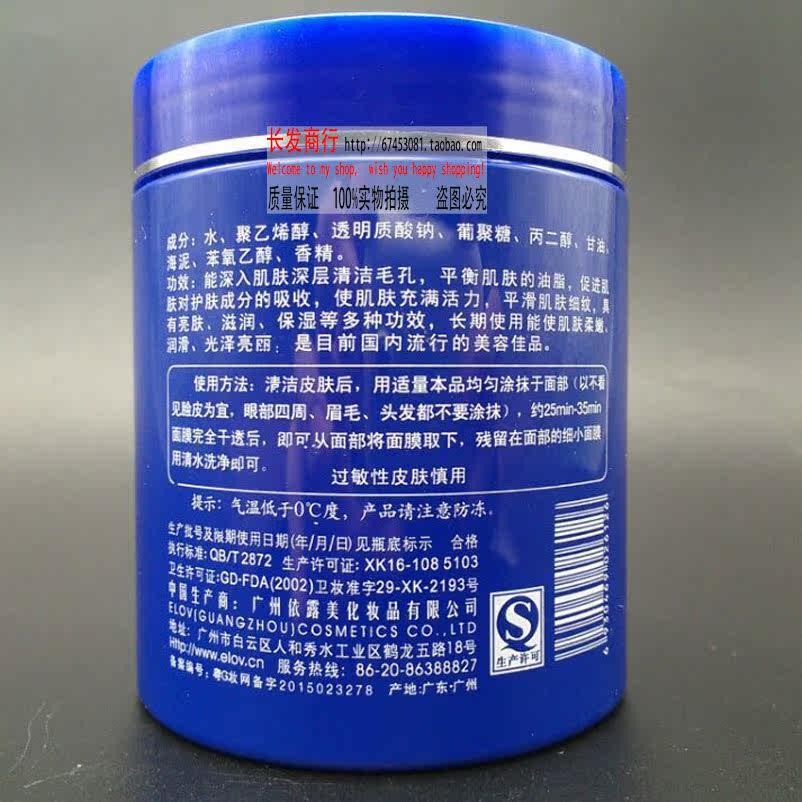 长发商行 http://67453081.taobao.com/
Welcome to my shop, wish you happy shopping!
质量保证 100%实物拍摄 盗图必究
成分：水、聚乙烯醇、透明质酸钠、葡聚糖、丙二醇、甘油、
海泥、苯氧乙醇、香精。
功效：能深入肌肤深层清洁毛孔，平衡肌肤的油脂，促进肌
肤对护肤成分的吸收，使肌肤充满活力，平滑肌肤细纹，具
有亮肤、滋润、保湿等多种功效，长期使用能使肌肤柔嫩、
润滑、光泽亮丽，是目前国内流行的美容佳品。
使用方法：清洁皮肤后，用适量本品均匀涂抹于面部（以不看
见脸皮为宜，眼部四周、眉毛、头发都不要涂抹），约25min-35min
面膜完全干透后，即可从面部将面膜取下，残留在面部的细小面膜
用清水洗净即可。 过敏性皮肤慎用
提示：气温低于0℃度，产品请注意防冻。
生产批号及限期使用日期(年/月/日)见瓶底标示 合格
执行标准：QB/T2872 生产许可证：XK16-108 5103
卫生许可证:GD·FDA(2002)卫妆准字29-XK-2193号
中国生产商：广州依露美化妆品有限公司
ELOV(GUANGZHOU)COSMETICS CO.,LTD
地址：广州市白云区人和秀水工业区鹤龙五路18号
Http://www.elov.cn 服务热线：86-20-86388827
备案编号：粤G妆网备字2015023278 产地:广东·广州
QS
生产许可